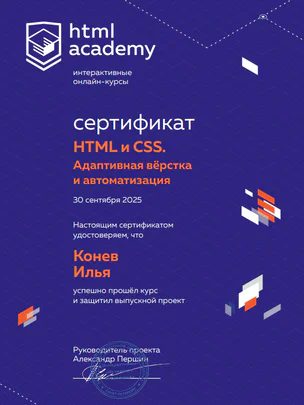 html
academy
интерактивные
онлайн-курсы
сертификат
HTML и CSS.
Адаптивная вёрстка
и автоматизация
30 сентября 2025
Настоящим сертификатом
удостоверяем, что
Конев
Илья
успешно прошёл курс
и защитил выпускной проект
Руководитель проекта
Александр Першин